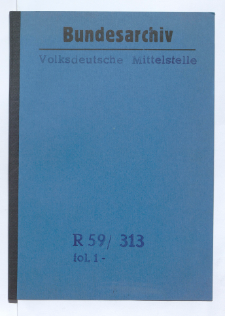 Bundesarchiv
Volksdeutsche Mittelstelle
R 59/ 313
fol. 1-